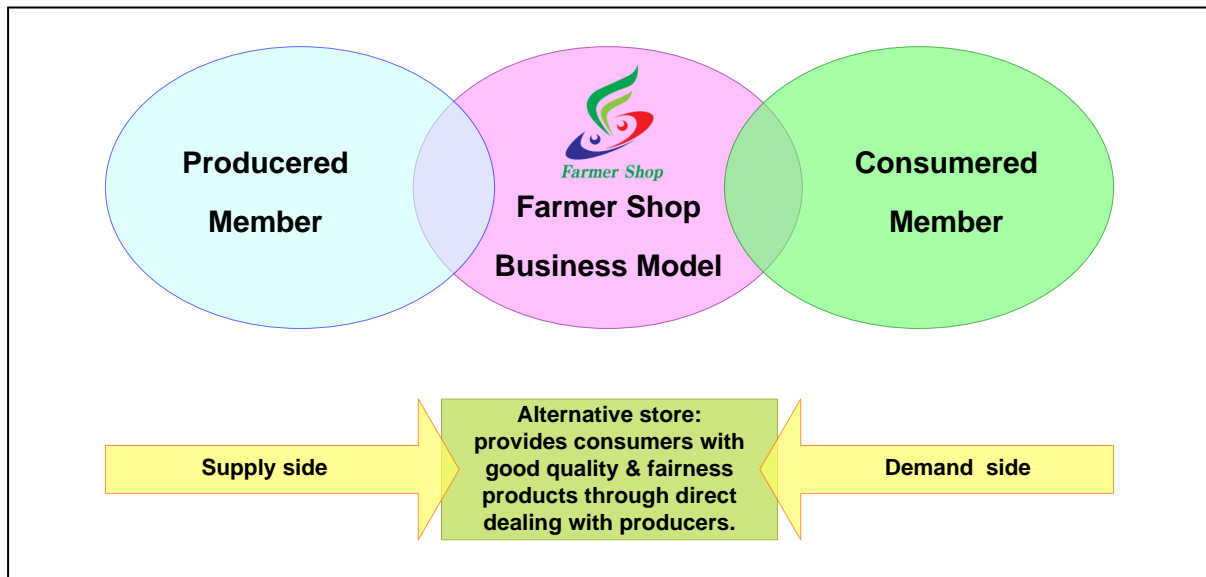 Producered
Member
Farmer Shop
Farmer Shop
Business Model
Consumered
Member
Supply side
Alternative store:
provides consumers with
good quality & fairness
products through direct
dealing with producers.
Demand side